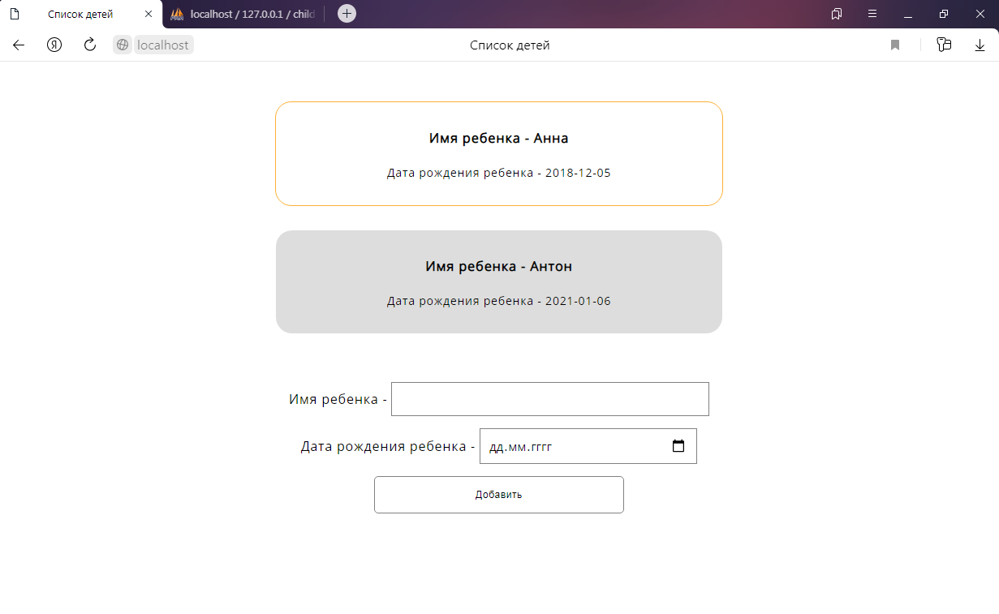 Список детей
localhost / 127.0.0.1 / child
localhost
Список детей
Имя ребенка - Анна
Дата рождения ребенка - 2018-12-05
Имя ребенка - Антон
Дата рождения ребенка - 2021-01-06
Имя ребенка -
Дата рождения ребенка - дд.мм.гггг
Добавить